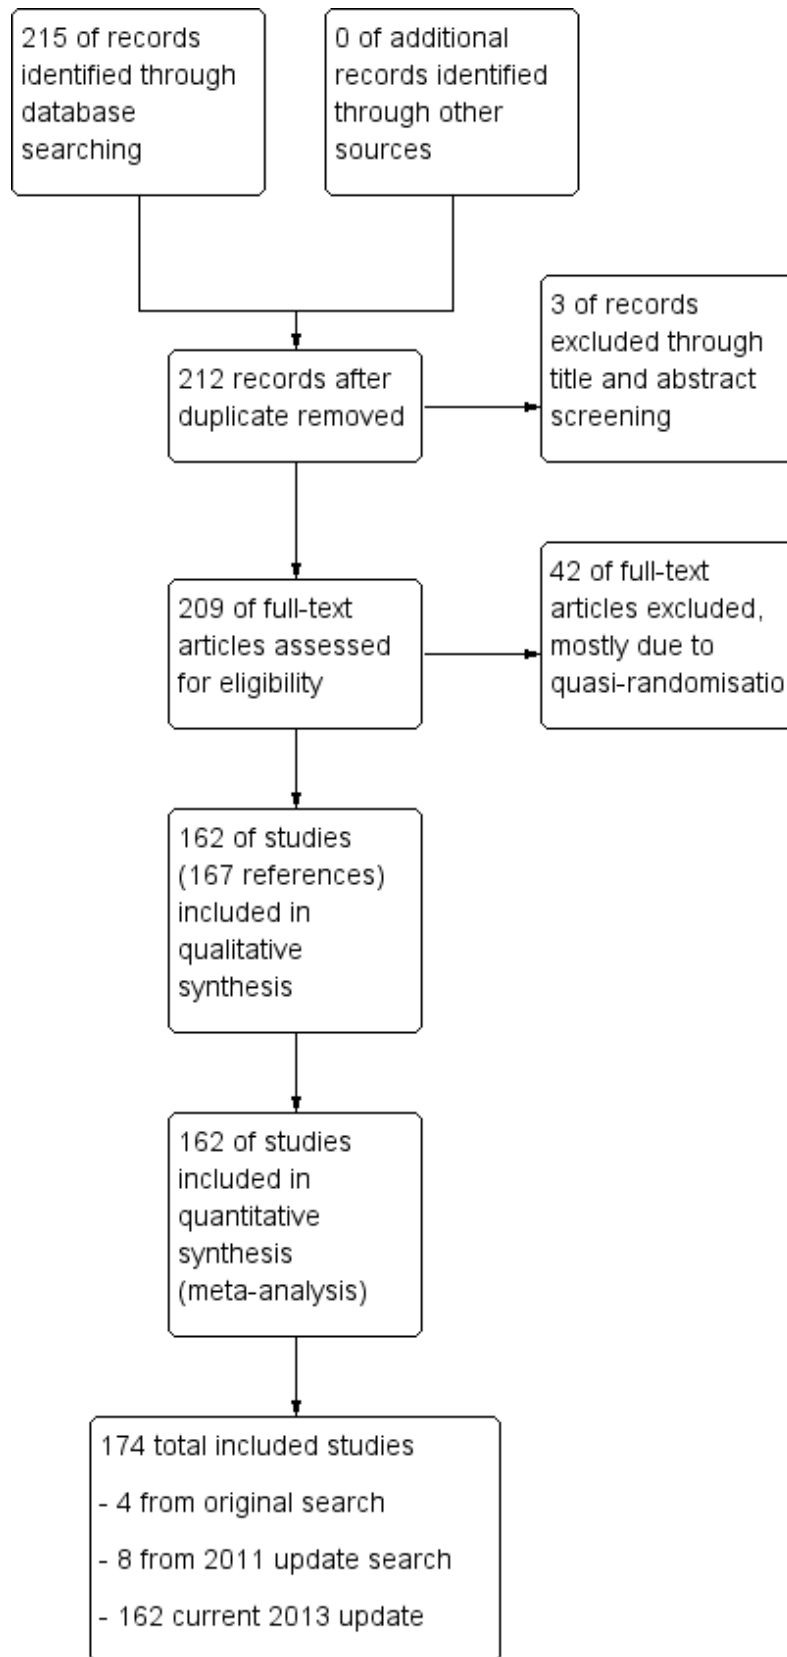 215 of records
identified through
database
searching
0 of additional
records identified
through other
sources
3 of records
excluded through
title and abstract
screening
212 records after
duplicate removed
42 of full-text
articles excluded,
mostly due to
quasi-randomisatio
209 of full-text
articles assessed
for eligibility
162 of studies
(167 references)
included in
qualitative
synthesis
162 of studies
included in
quantitative
synthesis
(meta-analysis)
174 total included studies
- 4 from original search
- 8 from 2011 update search
- 162 current 2013 update